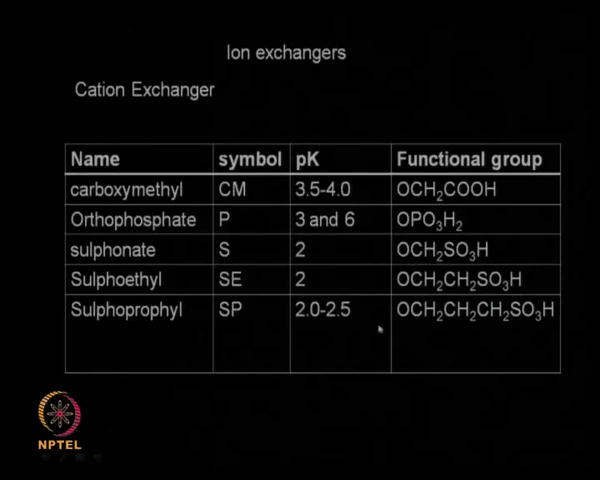 Ion exchangers
Cation Exchanger
Name symbol pK Functional group
carboxymethyl CM 3.5-4.0 OCH₂COOH
Orthophosphate P 3 and 6 OPO₃H₂
sulphonate S 2 OCH₂SO₃H
Sulphoethyl SE 2 OCH₂CH₂SO₃H
Sulphoprophyl SP 2.0-2.5 OCH₂CH₂CH₂SO₃H
NPTEL